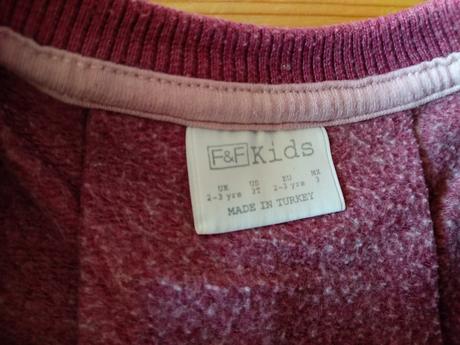 F&F Kids
UK US EU MX
2-3 yrs 3T 2-3 yrs 3
MADE IN TURKEY